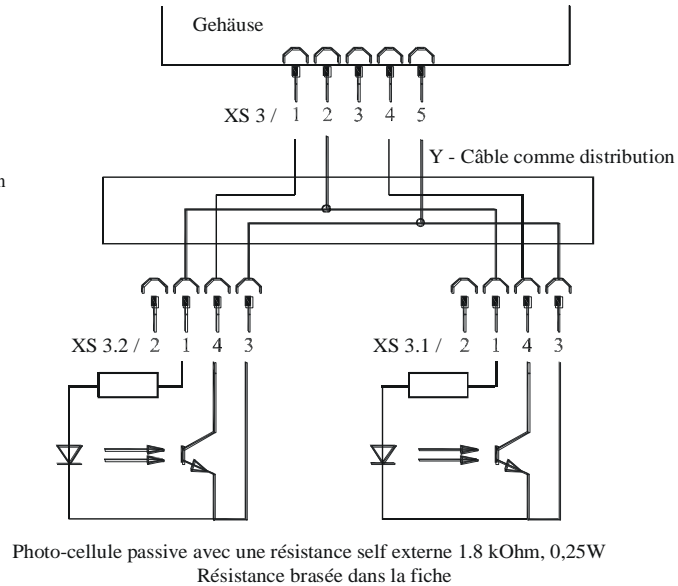 Gehäuse
XS 3 / 1 2 3 4 5
Y - Câble comme distribution
n
XS 3.2 / 2 1 4 3
XS 3.1 / 2 1 4 3
Photo-cellule passive avec une résistance self externe 1.8 kOhm, 0,25W
Résistance brasée dans la fiche